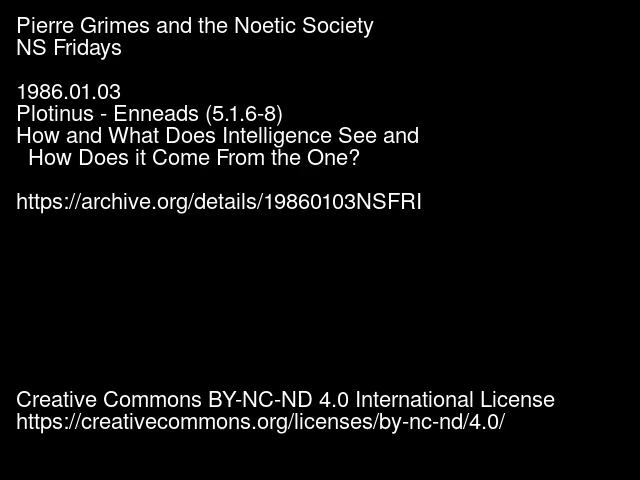 Pierre Grimes and the Noetic Society
NS Fridays
1986.01.03
Plotinus - Enneads (5.1.6-8)
How and What Does Intelligence See and
How Does it Come From the One?
https://archive.org/details/19860103NSFRI
Creative Commons BY-NC-ND 4.0 International License
https://creativecommons.org/licenses/by-nc-nd/4.0/